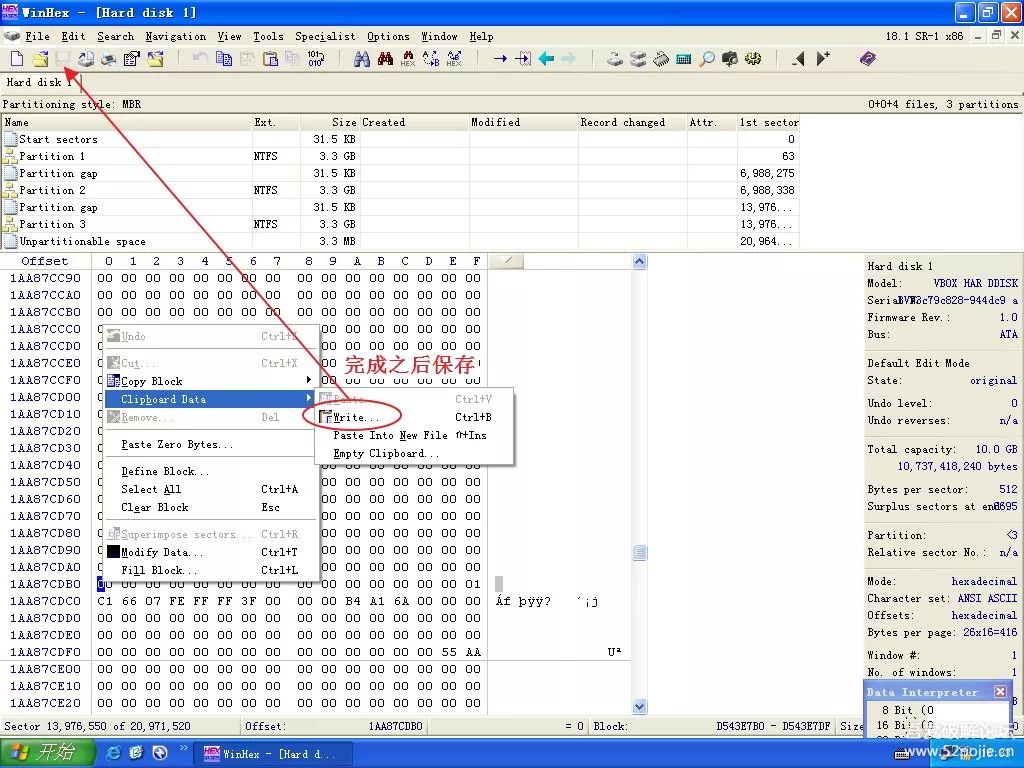 WinHex - [Hard disk 1]
File Edit Search Navigation View Tools Specialist Options Window Help 18.1 SR-1 x86
Hard disk 1
Partitioning style: MBR 0+0+4 files, 3 partitions
Name Ext. Size Created Modified Record changed Attr. 1st sector
Start sectors 31.5 KB 0
Partition 1 NTFS 3.3 GB 63
Partition gap 31.5 KB 6,988,275
Partition 2 NTFS 3.3 GB 6,988,338
Partition gap 31.5 KB 13,976...
Partition 3 NTFS 3.3 GB 13,976...
Unpartitionable space 3.3 MB 20,964...
Offset 0 1 2 3 4 5 6 7 8 9 A B C D E F
1AA87CC90 00 00 00 00 00 00 00 00 00 00 00 00 00 00 00 00
1AA87CCA0 00 00 00 00 00 00 00 00 00 00 00 00 00 00 00 00
1AA87CCB0 00 00 00 00 00 00 00 00 00 00 00 00 00 00 00 00
1AA87CCC0 00 00 00 00 00 00 00
1AA87CCD0 00 00 00 00 00 00 00
1AA87CCE0 00
1AA87CCF0
1AA87CD00
1AA87CD10
1AA87CD20
1AA87CD30
1AA87CD40 00 00 00 00 00 00 00
1AA87CD50 00 00 00 00 00 00 00
1AA87CD60 00 00 00 00 00 00 00
1AA87CD70 00 00 00 00 00 00 00
1AA87CD80 00 00 00 00 00 00 00
1AA87CD90 00 00 00 00 00 00 00
1AA87CDA0 00 00 00 00 00 00 00
1AA87CDB0 00 00 00 00 00 00 00 00 00 00 00 00 00 00 00 01
1AA87CDC0 C1 66 07 FE FF FF 3F 00 00 00 B4 A1 6A 00 00 00 Áf þÿÿ? ´¡j
1AA87CDD0 00 00 00 00 00 00 00 00 00 00 00 00 00 00 00 00
1AA87CDE0 00 00 00 00 00 00 00 00 00 00 00 00 00 00 00 00
1AA87CDF0 00 00 00 00 00 00 00 00 00 00 00 00 00 00 55 AA Uª
1AA87CE00 00 00 00 00 00 00 00 00 00 00 00 00 00 00 00 00
1AA87CE10 00 00 00 00 00 00 00 00 00 00 00 00 00 00 00 00
1AA87CE20 00 00 00 00 00 00 00 00 00 00 00 00 00 00 00 00
Undo
Cut... Ctrl+X
Copy Block
Clipboard Data
Remove... Del
Paste Zero Bytes...
Define Block...
Select All Ctrl+A
Clear Block Esc
Superimpose sectors... Ctrl+R
Modify Data... Ctrl+T
Fill Block... Ctrl+L
完成之后保存
Paste... Ctrl+V
Write... Ctrl+B
Paste Into New File ⇑+Ins
Empty Clipboard...
Hard disk 1
Model: VBOX HAR DDISK
Firmware Rev.: 1.0
Bus: ATA
Default Edit Mode
State: original
Undo level: 0
Undo reverses: n/a
Total capacity: 10.0 GB
10,737,418,240 bytes
Bytes per sector: 512
Surplus sectors at end
Partition: <3
Relative sector No.: n/a
Mode: hexadecimal
Character set: ANSI ASCII
Offsets: hexadecimal
Bytes per page: 26x16=416
Window #: 1
No. of windows: 1
Data Interpreter
8 Bit (
16 Bit (
Sector 13,976,550 of 20,971,520 Offset: 1AA87CDB0 = 0 Block: D543E7B0 - D543E7DF Size
开始 WinHex - [Hard d...
吾爱破解论坛
www.52pojie.cn